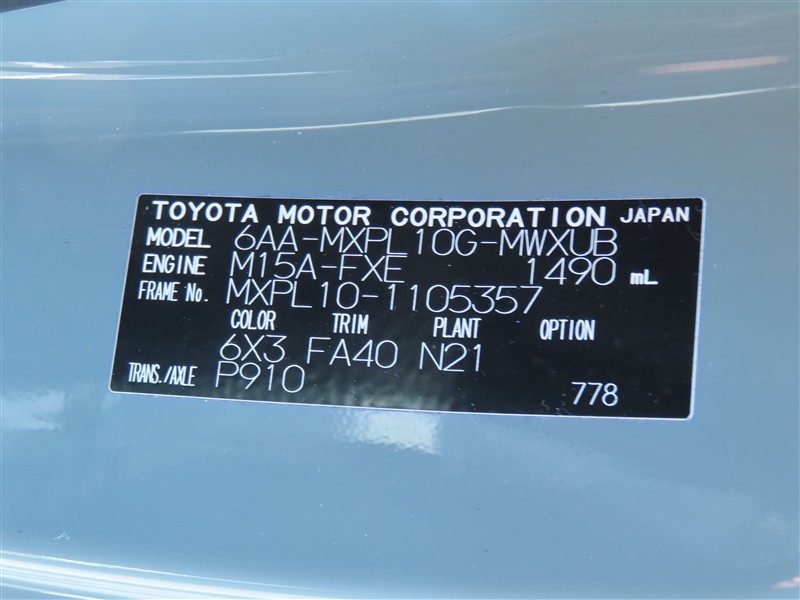 TOYOTA MOTOR CORPORATION JAPAN
MODEL 6AA-MXPL10G-MWXUB
ENGINE M15A-FXE 1490 mL
FRAME No. MXPL10-1105357
COLOR TRIM PLANT OPTION
6X3 FA40 N21
TRANS./AXLE P910 778